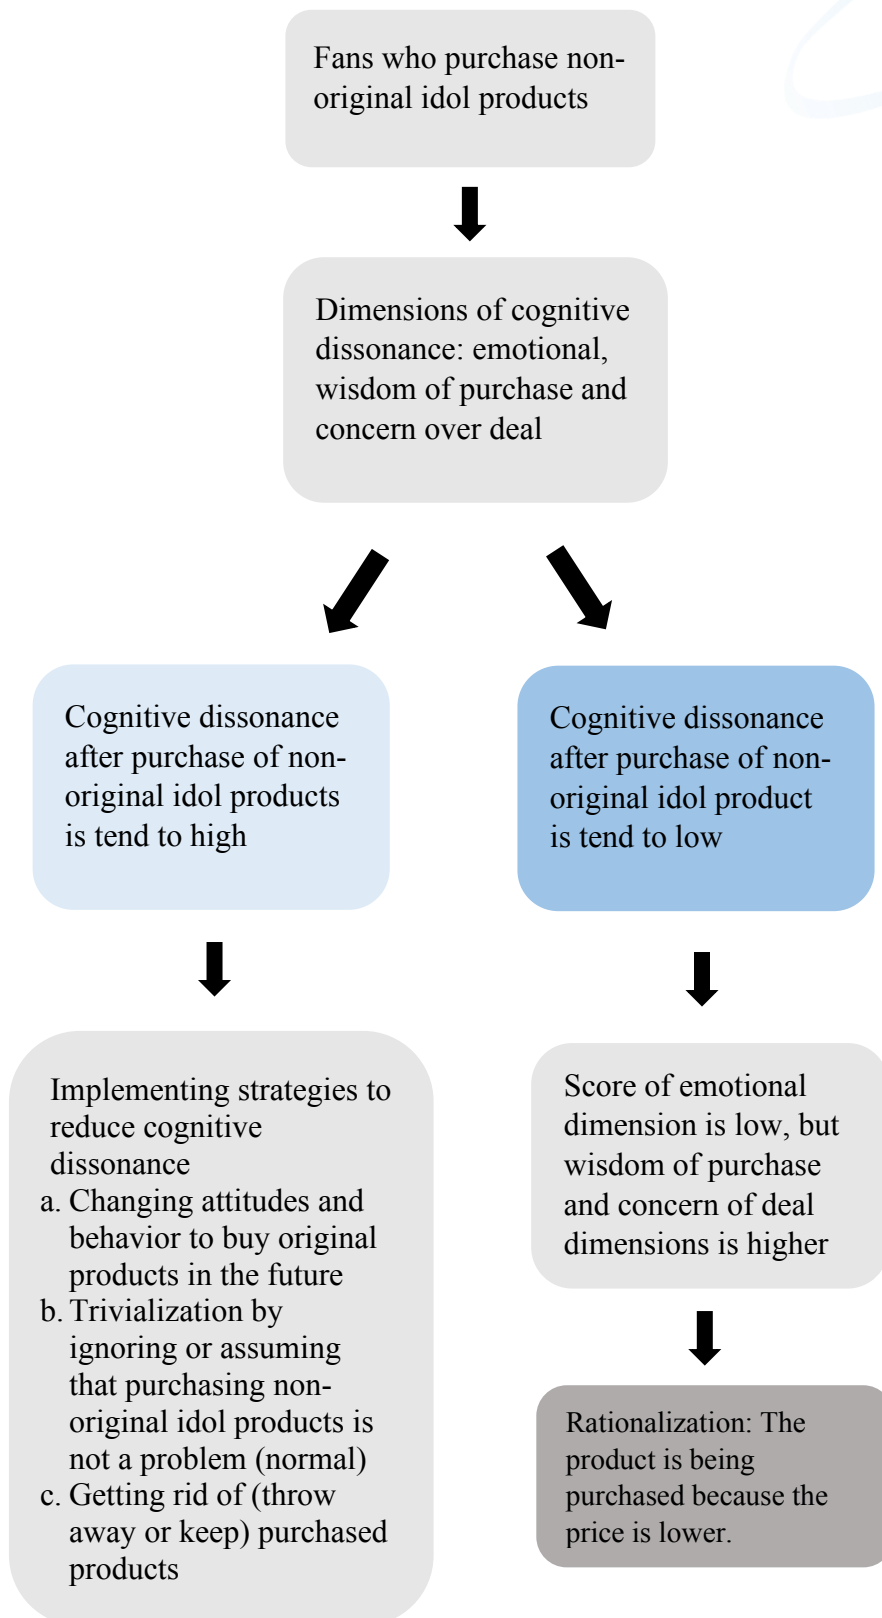 Fans who purchase non-
original idol products
Dimensions of cognitive
dissonance: emotional,
wisdom of purchase and
concern over deal
Cognitive dissonance
after purchase of non-
original idol products
is tend to high
Cognitive dissonance
after purchase of non-
original idol product
is tend to low
Implementing strategies to
reduce cognitive
dissonance
a. Changing attitudes and
behavior to buy original
products in the future
b. Trivialization by
ignoring or assuming
that purchasing non-
original idol products is
not a problem (normal)
c. Getting rid of (throw
away or keep) purchased
products
Score of emotional
dimension is low, but
wisdom of purchase
and concern of deal
dimensions is higher
Rationalization: The
product is being
purchased because the
price is lower.